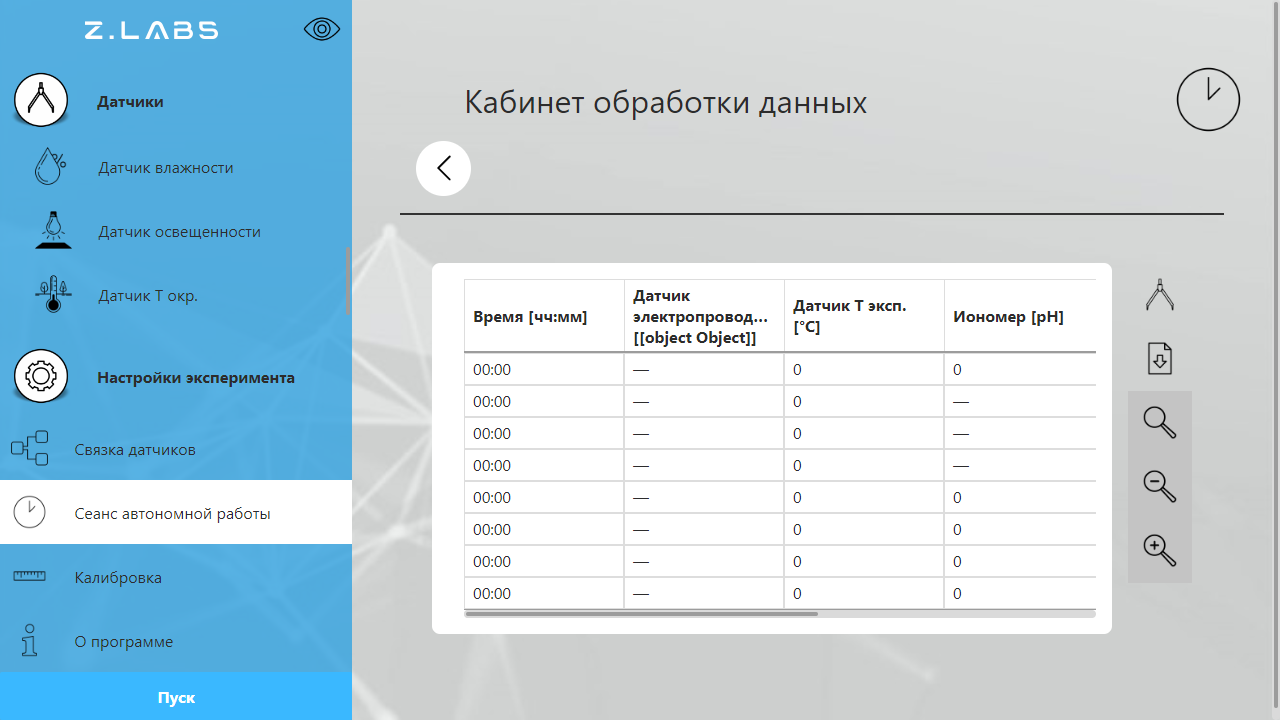 Z.LABS
Датчики
Датчик влажности
Датчик освещенности
Датчик Т окр.
Настройки эксперимента
Связка датчиков
Сеанс автономной работы
Калибровка
О программе
Пуск
Кабинет обработки данных
Время [чч:мм]
Датчик
электропровод...
[[object Object]]
Датчик Т эксп.
[°C]
Иономер [pH]
00:00 — 0 0
00:00 — 0 —
00:00 — 0 —
00:00 — 0 —
00:00 — 0 0
00:00 — 0 0
00:00 — 0 0
00:00 — 0 0